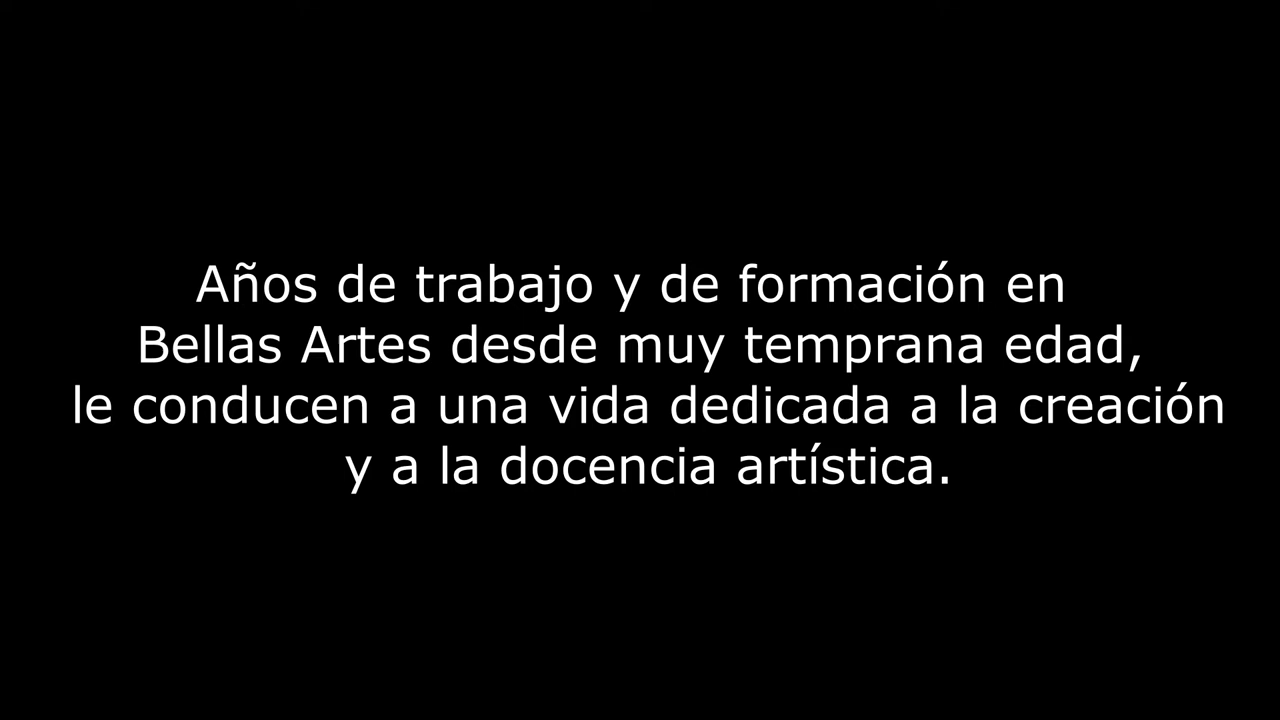 Años de trabajo y de formación en
Bellas Artes desde muy temprana edad,
le conducen a una vida dedicada a la creación
y a la docencia artística.